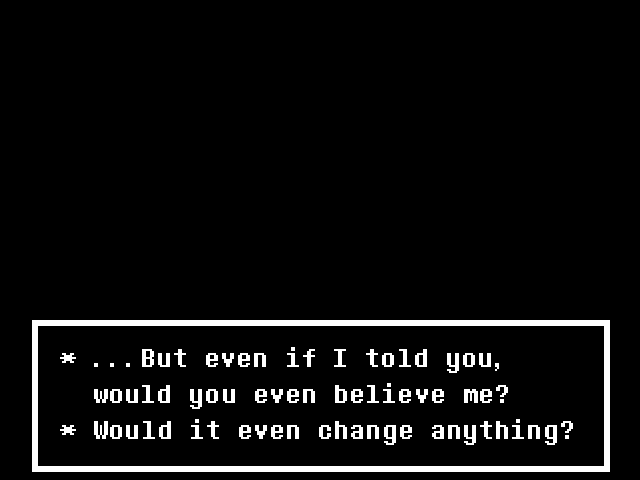 * ...But even if I told you,
would you even believe me?
* Would it even change anything?